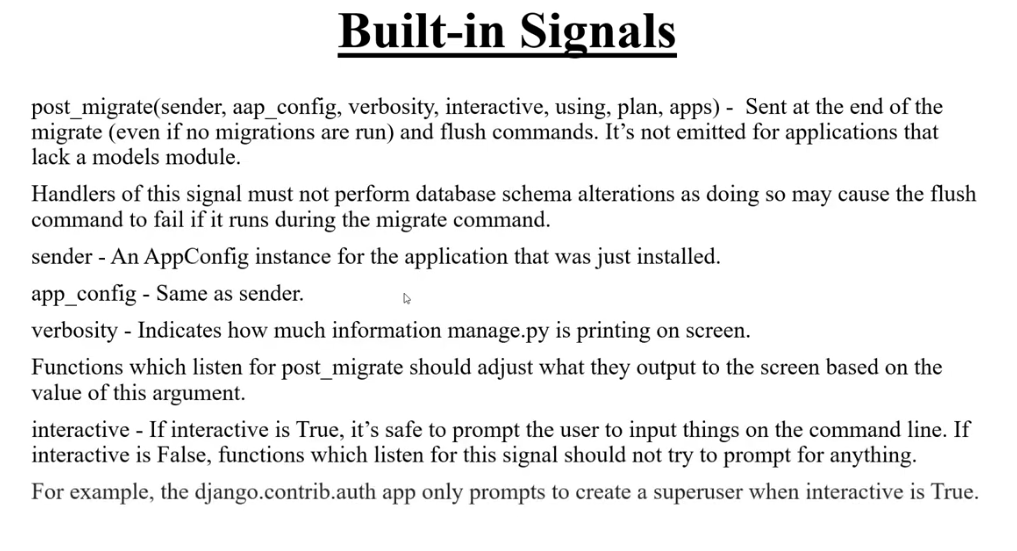 Built-in Signals
post_migrate(sender, aap_config, verbosity, interactive, using, plan, apps) - Sent at the end of the
migrate (even if no migrations are run) and flush commands. It’s not emitted for applications that
lack a models module.
Handlers of this signal must not perform database schema alterations as doing so may cause the flush
command to fail if it runs during the migrate command.
sender - An AppConfig instance for the application that was just installed.
app_config - Same as sender.
verbosity - Indicates how much information manage.py is printing on screen.
Functions which listen for post_migrate should adjust what they output to the screen based on the
value of this argument.
interactive - If interactive is True, it’s safe to prompt the user to input things on the command line. If
interactive is False, functions which listen for this signal should not try to prompt for anything.
For example, the django.contrib.auth app only prompts to create a superuser when interactive is True.